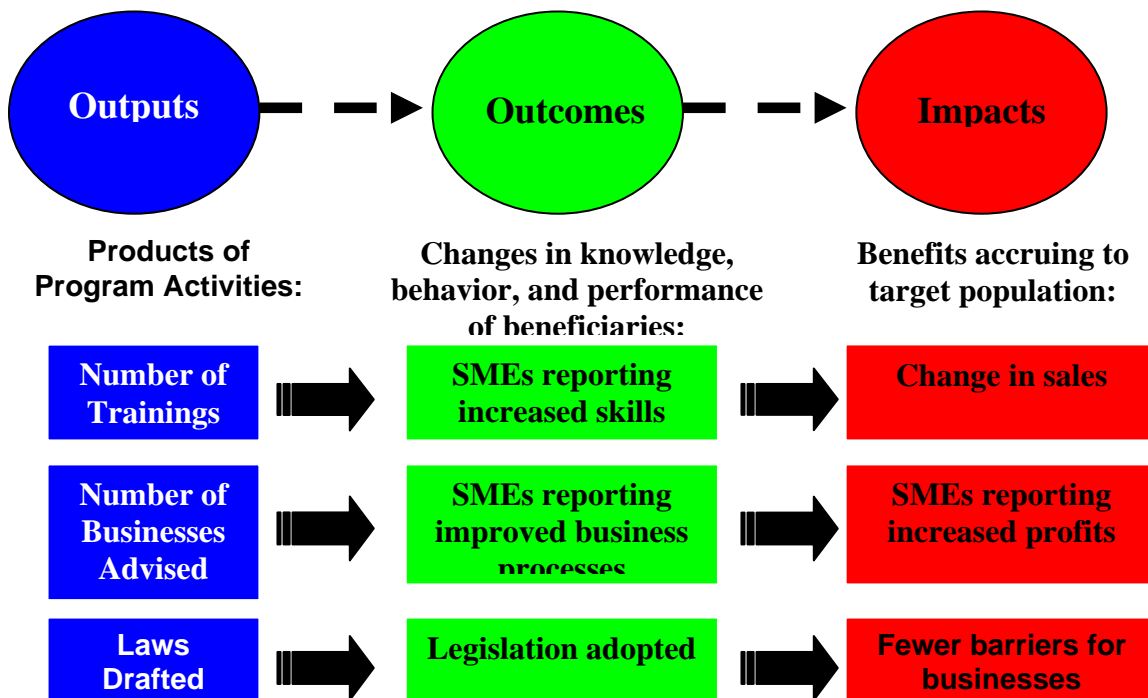 Outputs
Outcomes
Impacts
Products of
Program Activities:
Changes in knowledge,
behavior, and performance
of beneficiaries:
Benefits accruing to
target population:
Number of
Trainings
SMEs reporting
increased skills
Change in sales
Number of
Businesses
Advised
SMEs reporting
improved business
processes
SMEs reporting
increased profits
Laws
Drafted
Legislation adopted
Fewer barriers for
businesses